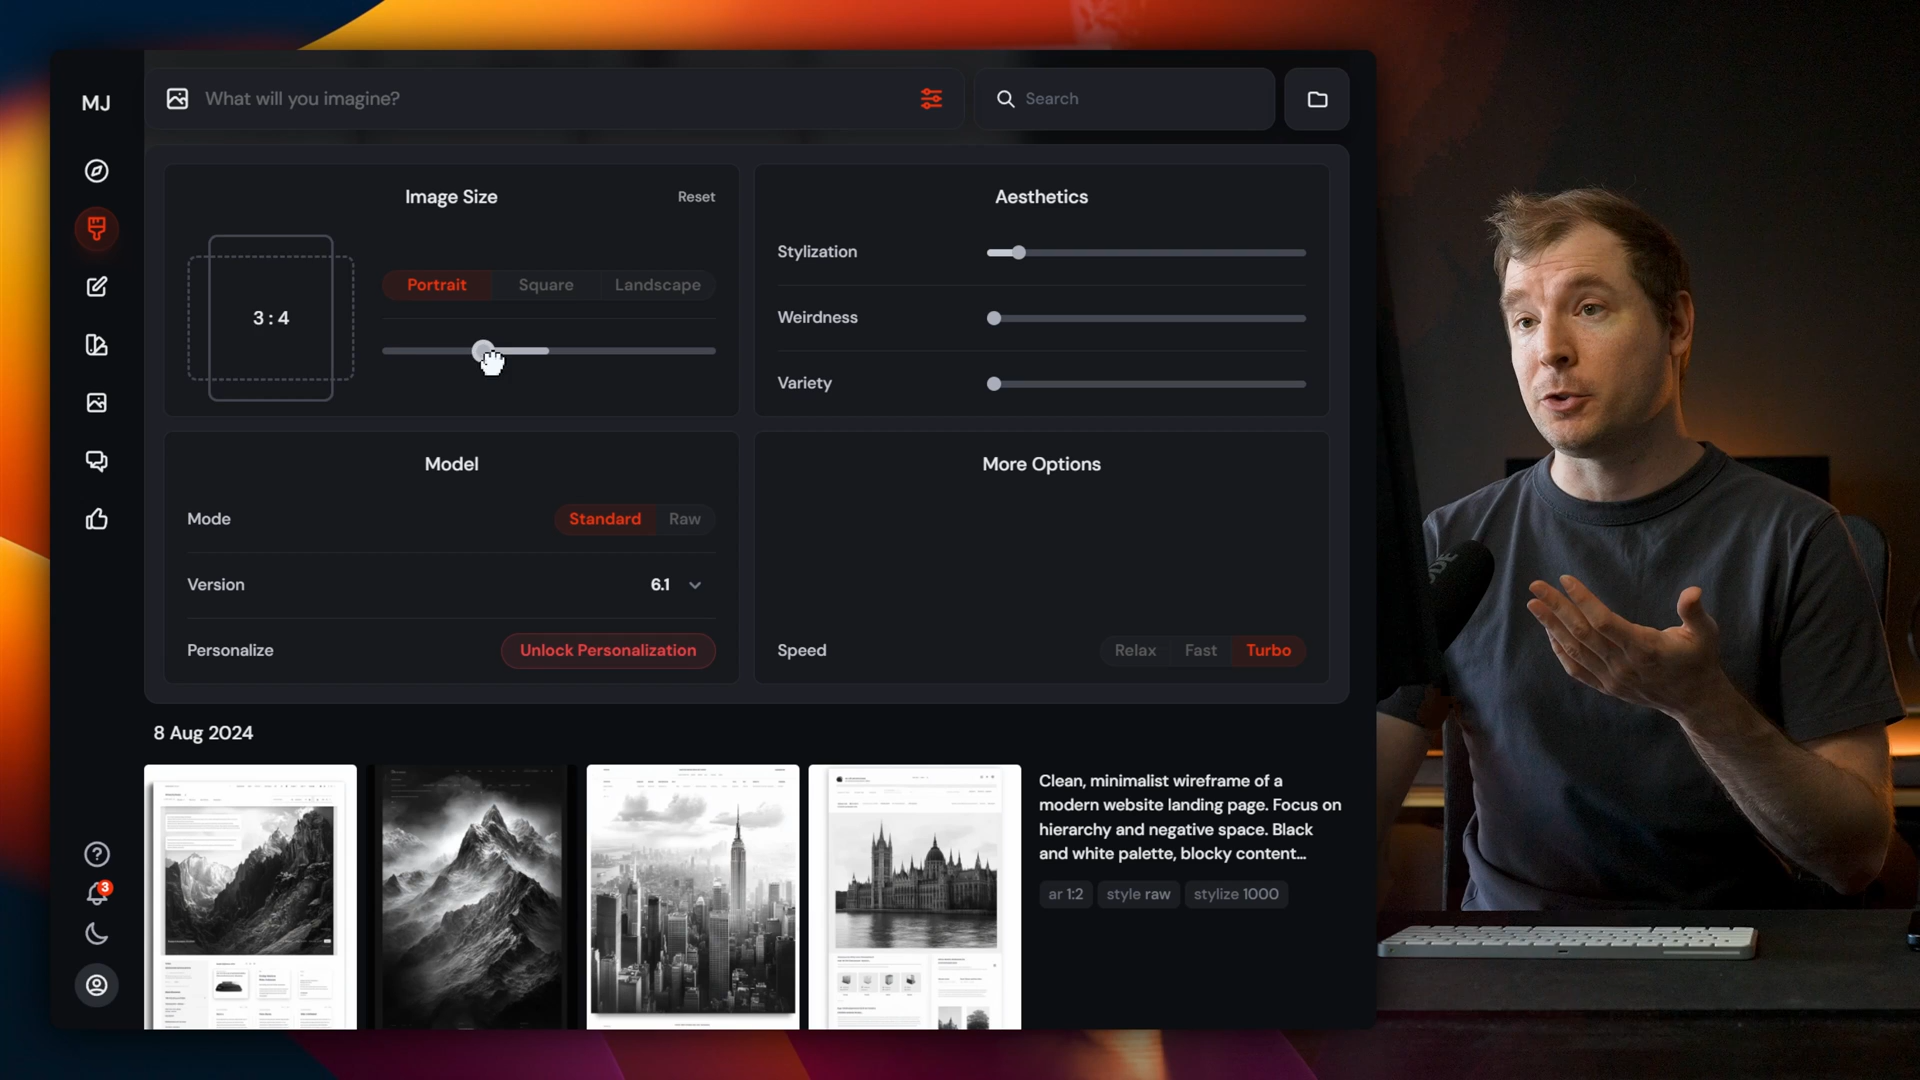 MJ
What will you imagine?
Search
Image Size
Reset
3 : 4
Portrait
Square
Landscape
Aesthetics
Stylization
Weirdness
Variety
Model
Mode
Standard
Raw
Version
6.1
Personalize
Unlock Personalization
More Options
Speed
Relax
Fast
Turbo
3
8 Aug 2024
Clean, minimalist wireframe of a
modern website landing page. Focus on
hierarchy and negative space. Black
and white palette, blocky content...
ar 1:2
style raw
stylize 1000